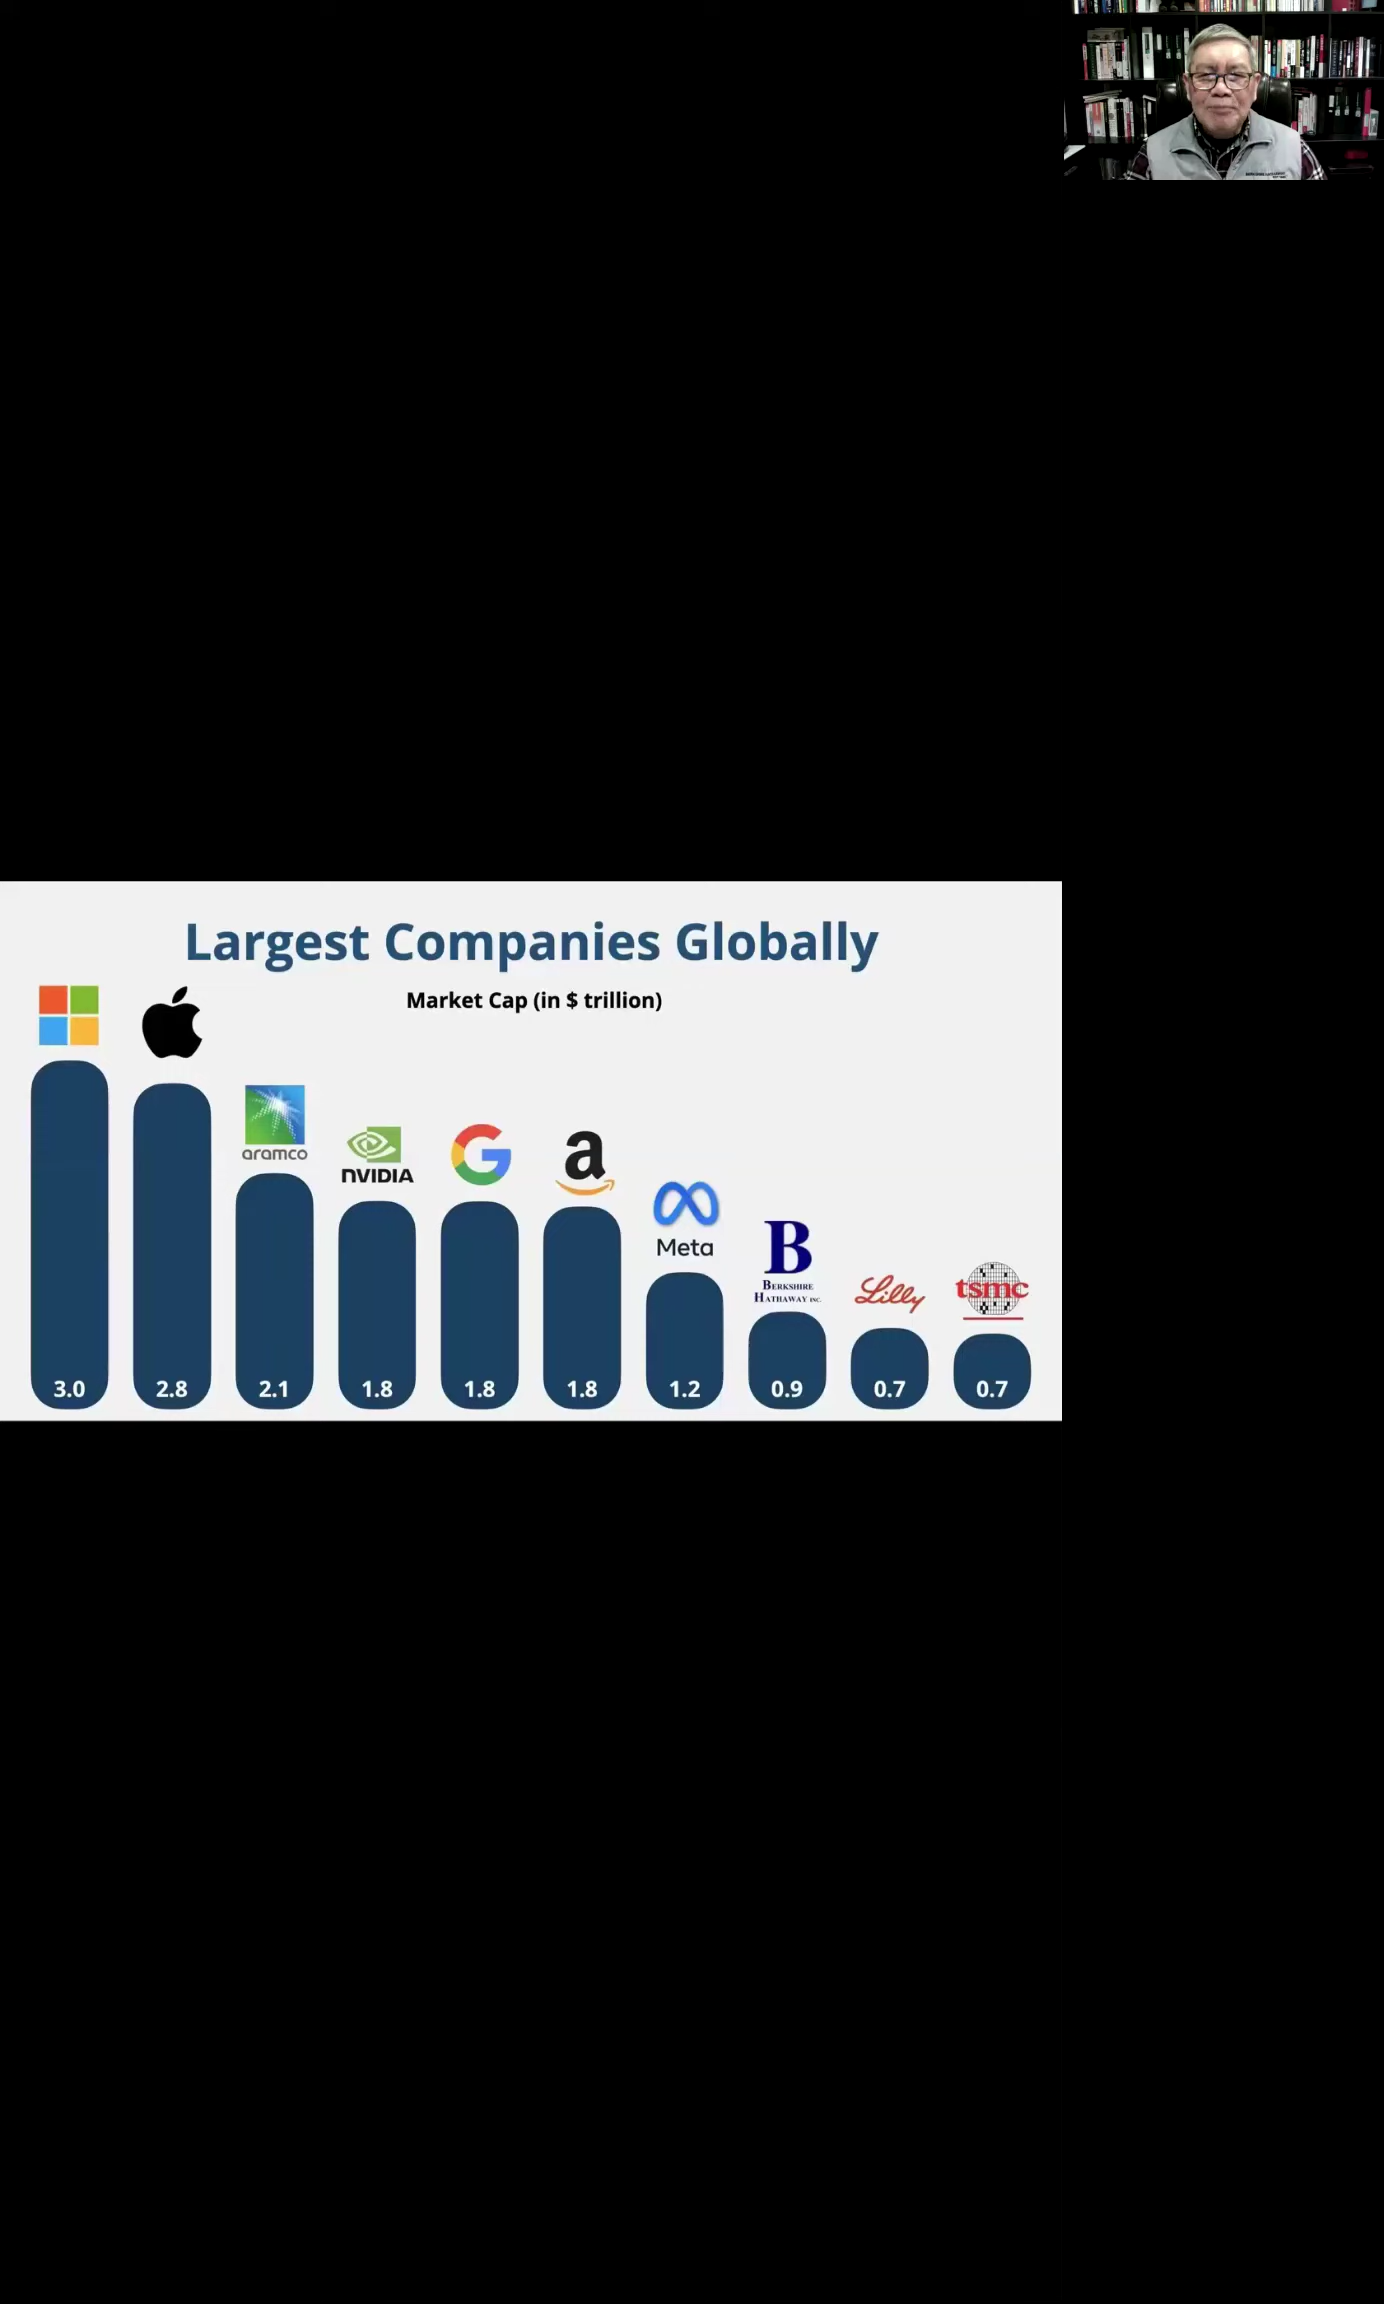 Largest Companies Globally
Market Cap (in $ trillion)
aramco
NVIDIA
G
a
Meta
B
BERKSHIRE
HATHAWAY INC.
Lilly
tsmc
3.0
2.8
2.1
1.8
1.8
1.8
1.2
0.9
0.7
0.7